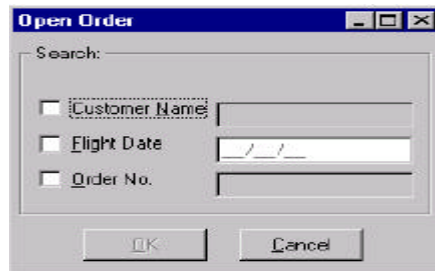 Open Order
Search:
Customer Name
Flight Date __/__/__
Order No.
OK Cancel